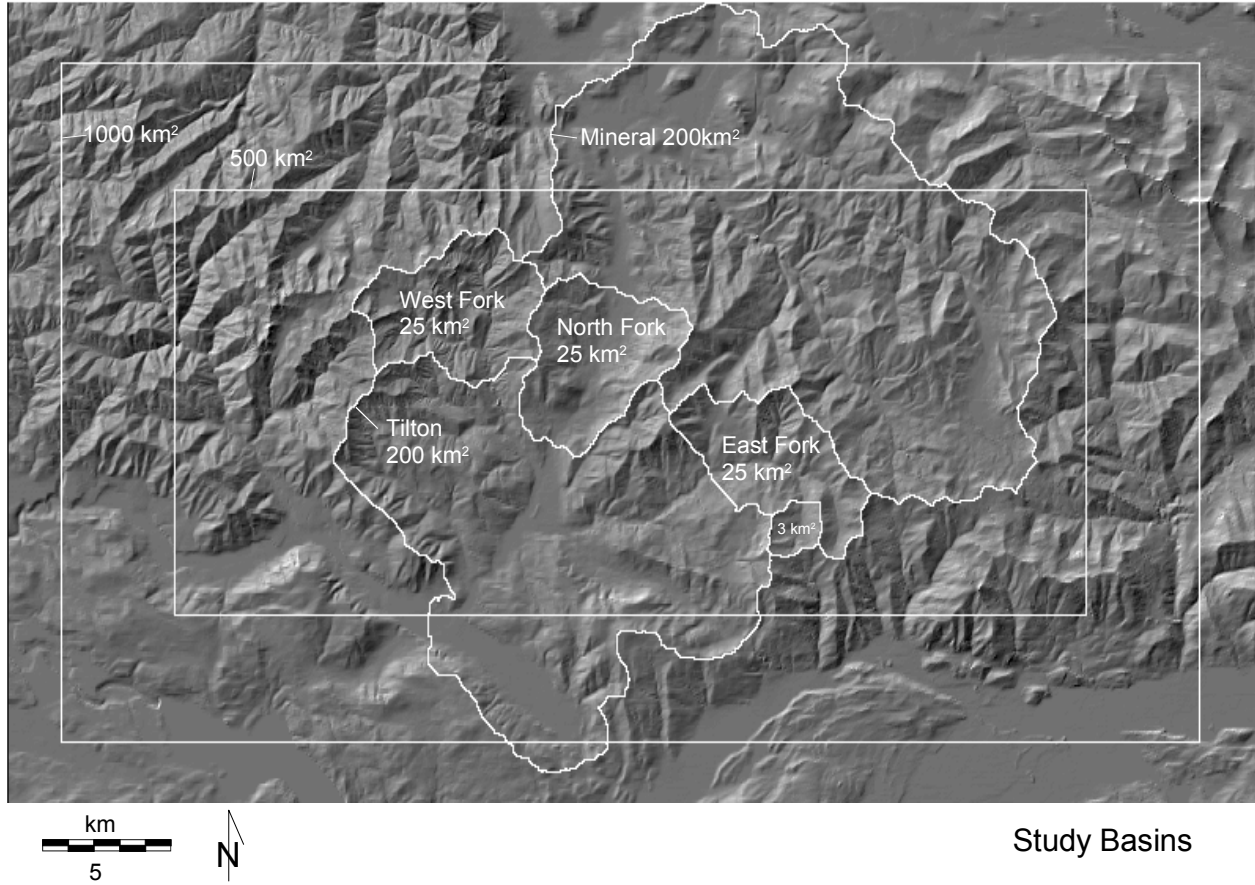 1000 km²
500 km²
Mineral 200km²
West Fork
25 km²
North Fork
25 km²
Tilton
200 km²
East Fork
25 km²
3 km²
km
5
N
Study Basins